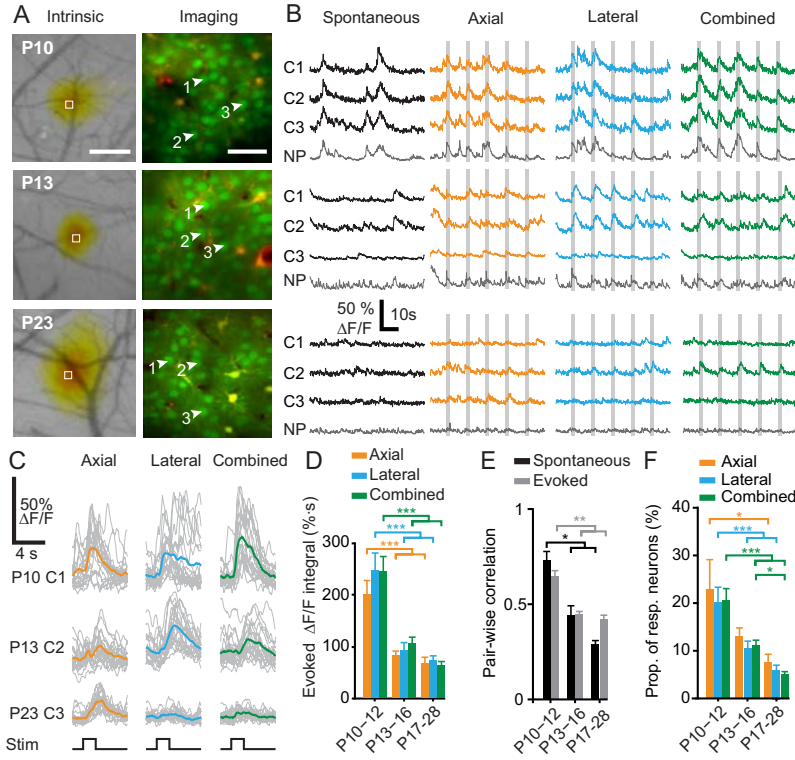 A
Intrinsic
Imaging
P10
1
2
3
P13
1
2
3
P23
1
2
3
B
Spontaneous
Axial
Lateral
Combined
C1
C2
C3
NP
C1
C2
C3
NP
50 %
ΔF/F
10s
C1
C2
C3
NP
C
Axial
Lateral
Combined
50%
ΔF/F
4 s
P10 C1
P13 C2
P23 C3
Stim
D
Axial
Lateral
Combined
***
***
***
Evoked ΔF/F integral (%·s)
300
200
100
0
P10−12
P13−16
P17-28
E
Spontaneous
Evoked
**
*
Pair-wise correlation
1
0.5
0
P10−12
P13−16
P17-28
F
Axial
Lateral
Combined
*
***
***
*
Prop. of resp. neurons (%)
40
30
20
10
0
P10−12
P13−16
P17-28